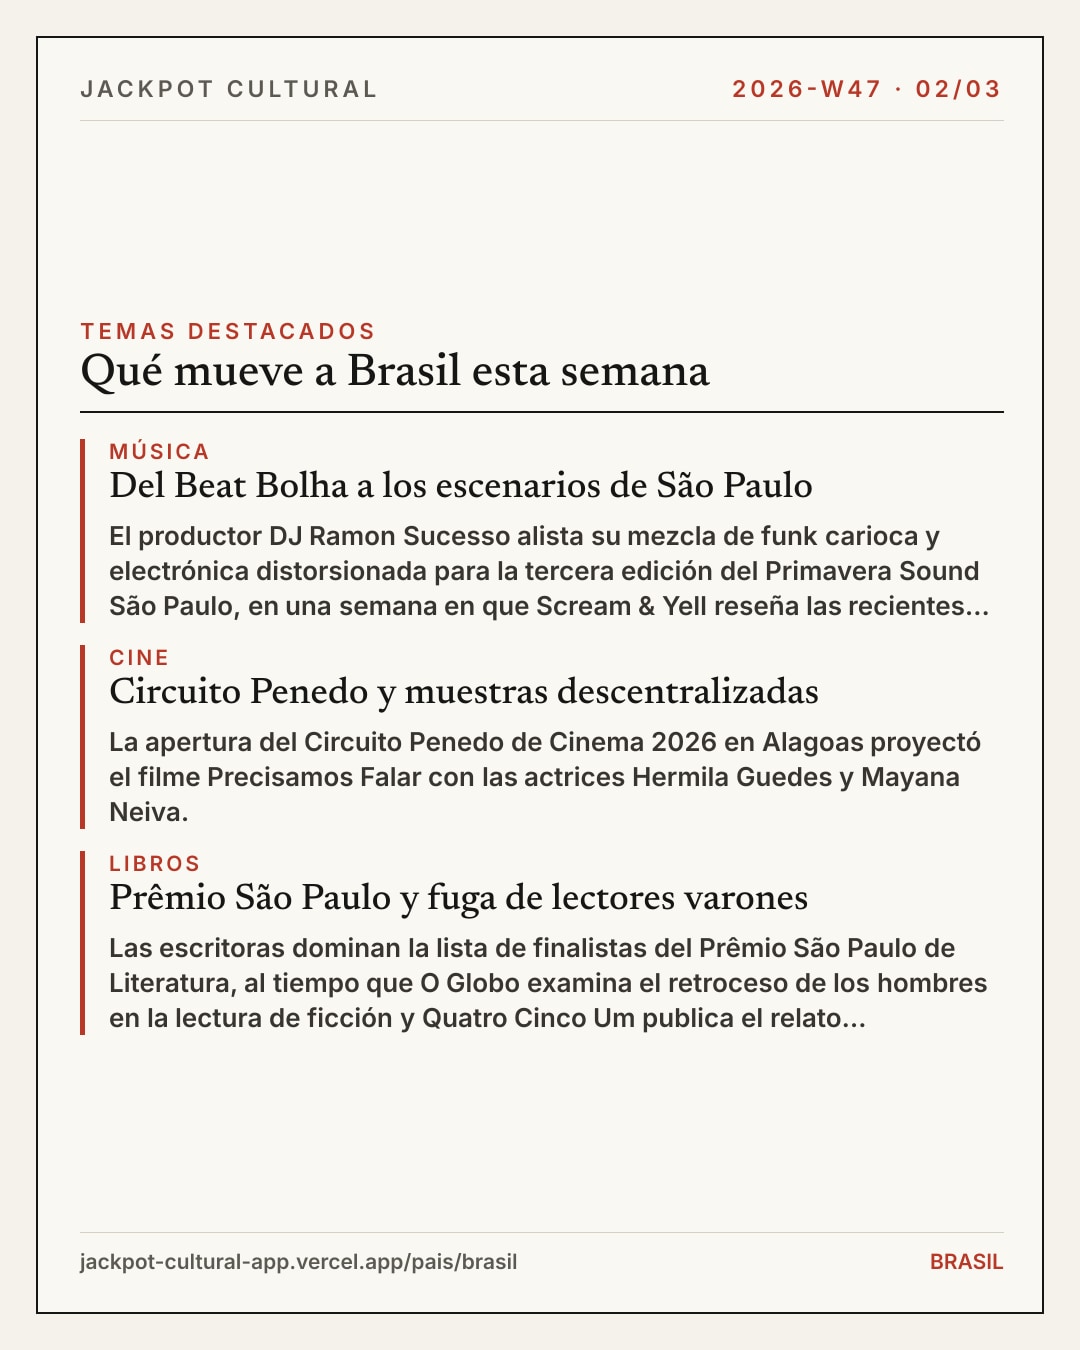 JACKPOT CULTURAL
2026-W47 · 02/03
TEMAS DESTACADOS
Qué mueve a Brasil esta semana
MÚSICA
Del Beat Bolha a los escenarios de São Paulo
El productor DJ Ramon Sucesso alista su mezcla de funk carioca y
electrónica distorsionada para la tercera edición del Primavera Sound
São Paulo, en una semana en que Scream & Yell reseña las recientes...
CINE
Circuito Penedo y muestras descentralizadas
La apertura del Circuito Penedo de Cinema 2026 en Alagoas proyectó
el filme Precisamos Falar con las actrices Hermila Guedes y Mayana
Neiva.
LIBROS
Prêmio São Paulo y fuga de lectores varones
Las escritoras dominan la lista de finalistas del Prêmio São Paulo de
Literatura, al tiempo que O Globo examina el retroceso de los hombres
en la lectura de ficción y Quatro Cinco Um publica el relato...
jackpot-cultural-app.vercel.app/pais/brasil
BRASIL